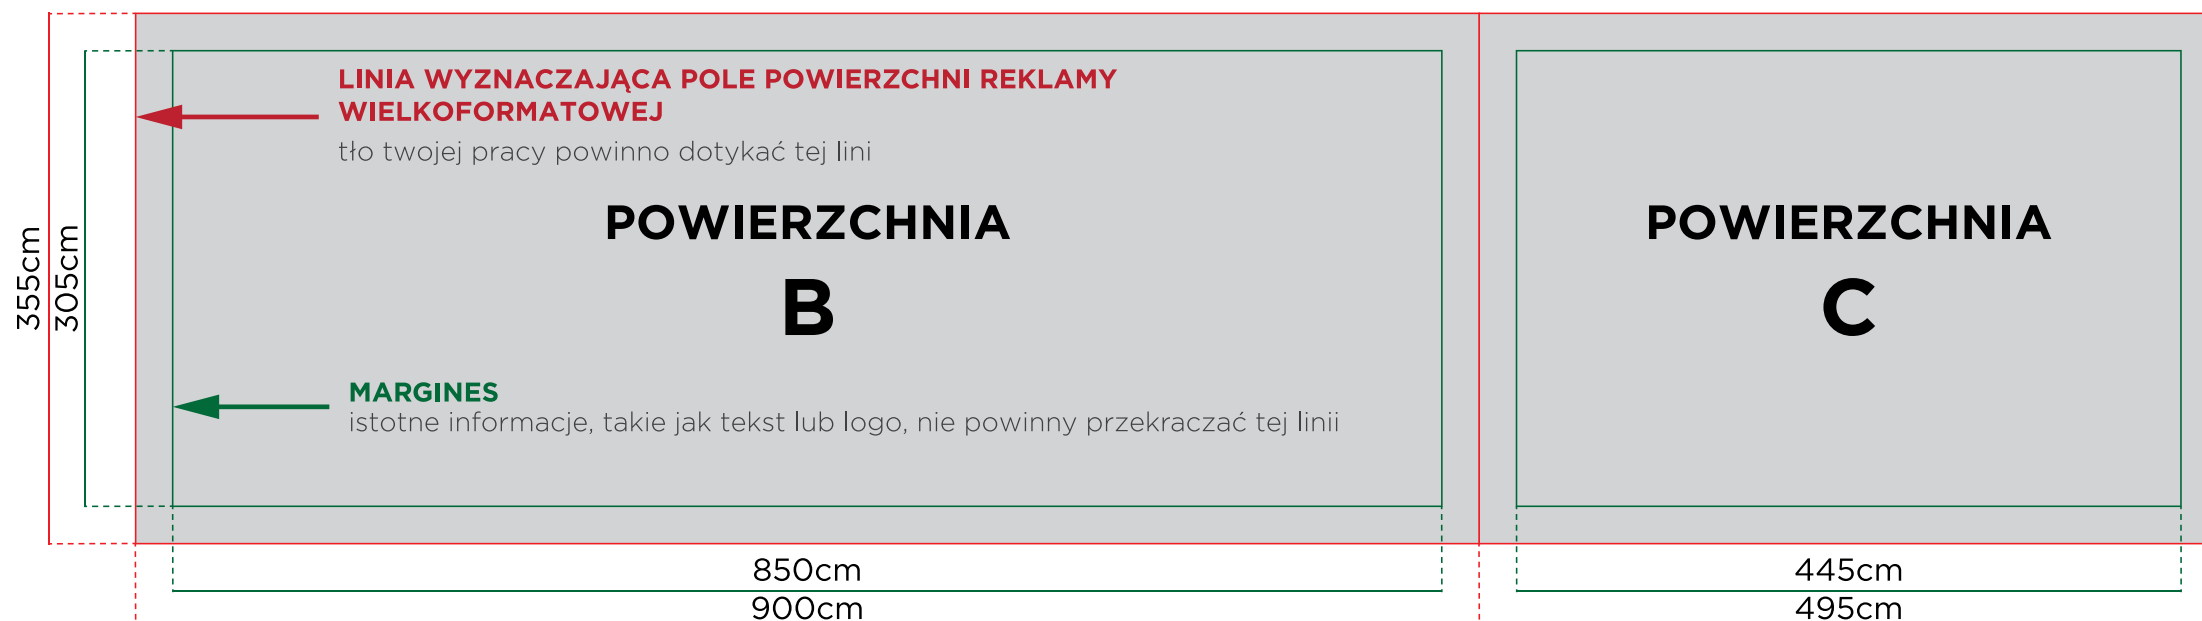 LINIA WYZNACZAJĄCA POLE POWIERZCHNI REKLAMY
WIELKOFORMATOWEJ
tło twojej pracy powinno dotykać tej lini
POWIERZCHNIA
B
POWIERZCHNIA
C
355cm
305cm
MARGINES
istotne informacje, takie jak tekst lub logo, nie powinny przekraczać tej linii
850cm
900cm
445cm
495cm